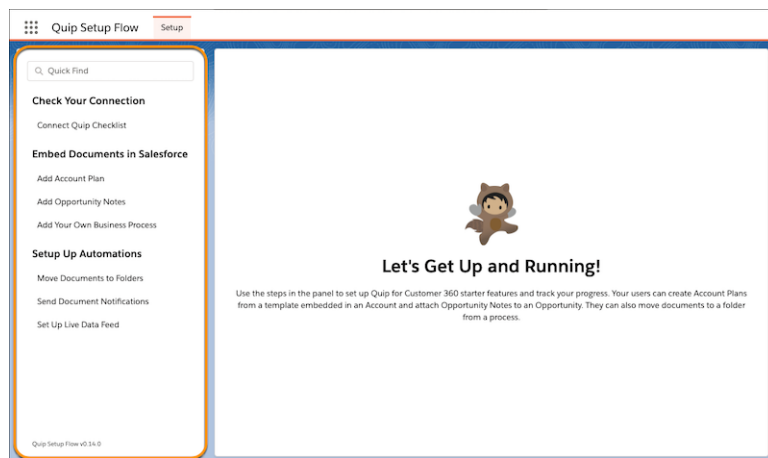 Quip Setup Flow
Setup
Quick Find
Check Your Connection
Connect Quip Checklist
Embed Documents in Salesforce
Add Account Plan
Add Opportunity Notes
Add Your Own Business Process
Setup Up Automations
Move Documents to Folders
Send Document Notifications
Set Up Live Data Feed
Quip Setup Flow v0.14.0
Let's Get Up and Running!
Use the steps in the panel to set up Quip for Customer 360 starter features and track your progress. Your users can create Account Plans
from a template embedded in an Account and attach Opportunity Notes to an Opportunity. They can also move documents to a folder
from a process.